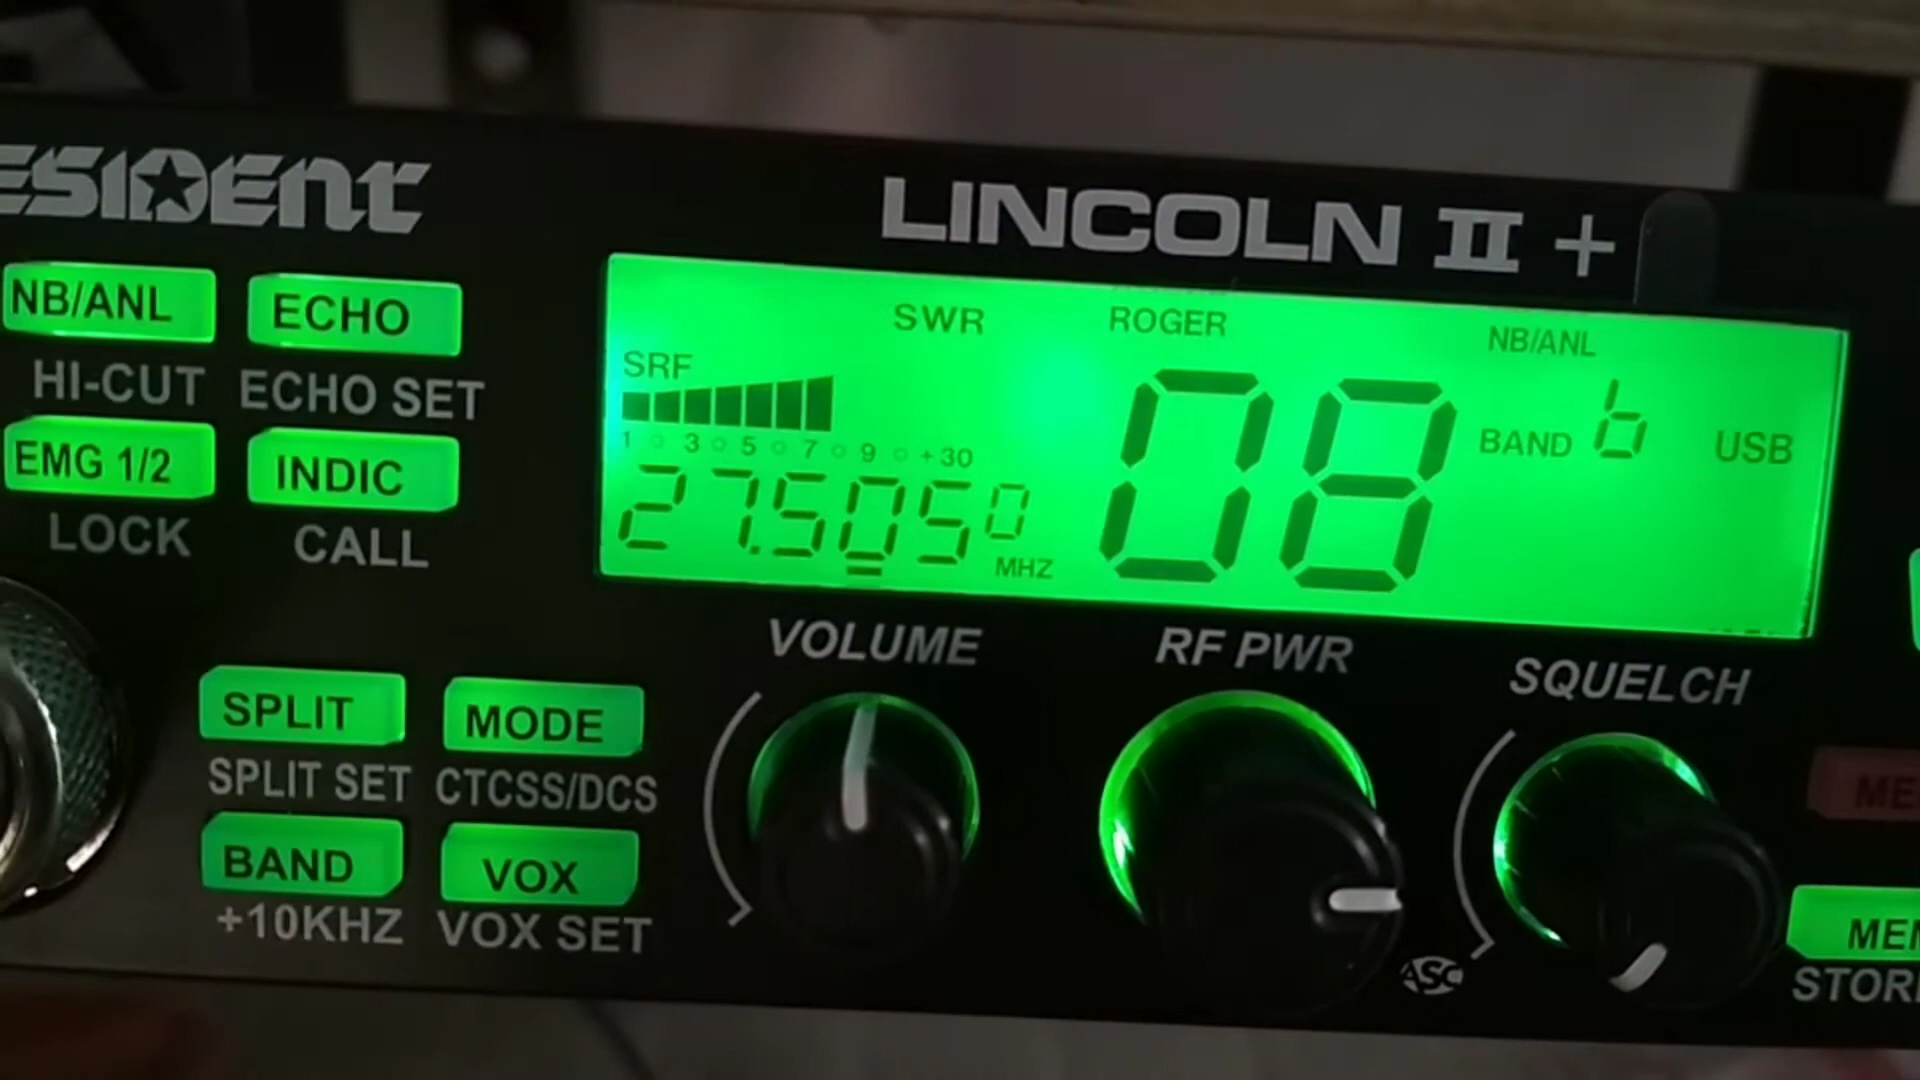 ESIDENT
LINCOLN II +
NB/ANL
ECHO
HI-CUT
ECHO SET
EMG 1/2
INDIC
LOCK
CALL
SWR
ROGER
NB/ANL
SRF
1 3 5 7 9 +30
27.5050
MHZ
08
BAND b
USB
VOLUME
RF PWR
SQUELCH
SPLIT
MODE
SPLIT SET
CTCSS/DCS
BAND
VOX
+10KHZ
VOX SET
ASC
ME
MEM
STOR